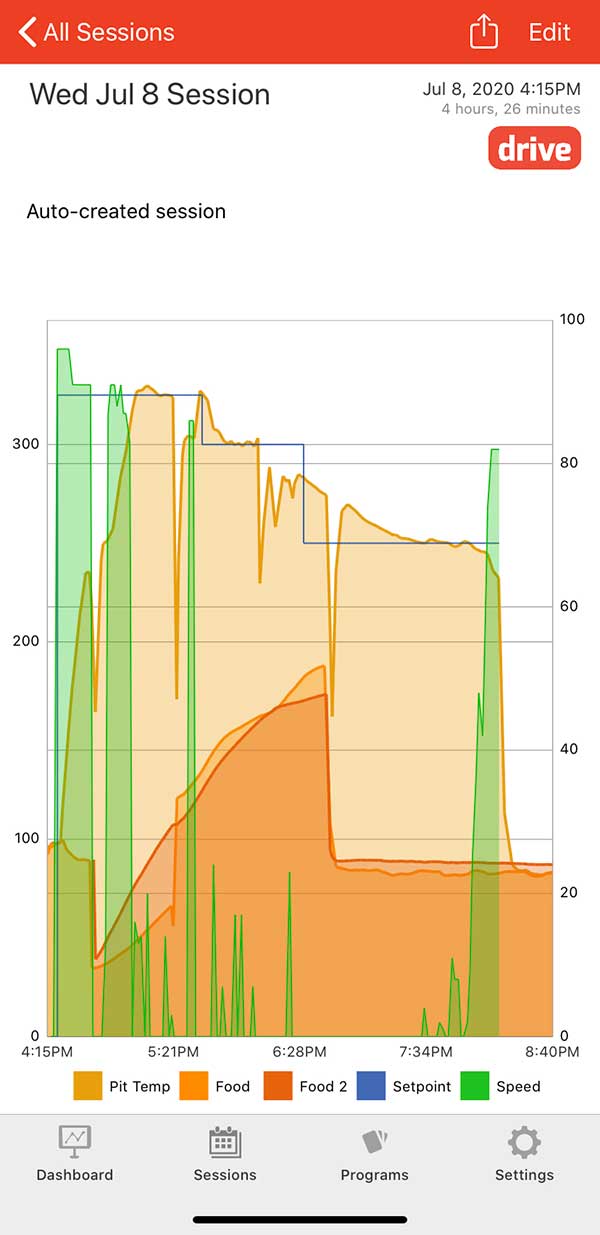 All Sessions
Edit
Wed Jul 8 Session
Jul 8, 2020 4:15PM
4 hours, 26 minutes
drive
Auto-created session
100
300
80
60
200
40
100
20
0
0
4:15PM 5:21PM 6:28PM 7:34PM 8:40PM
Pit Temp Food Food 2 Setpoint Speed
Dashboard Sessions Programs Settings